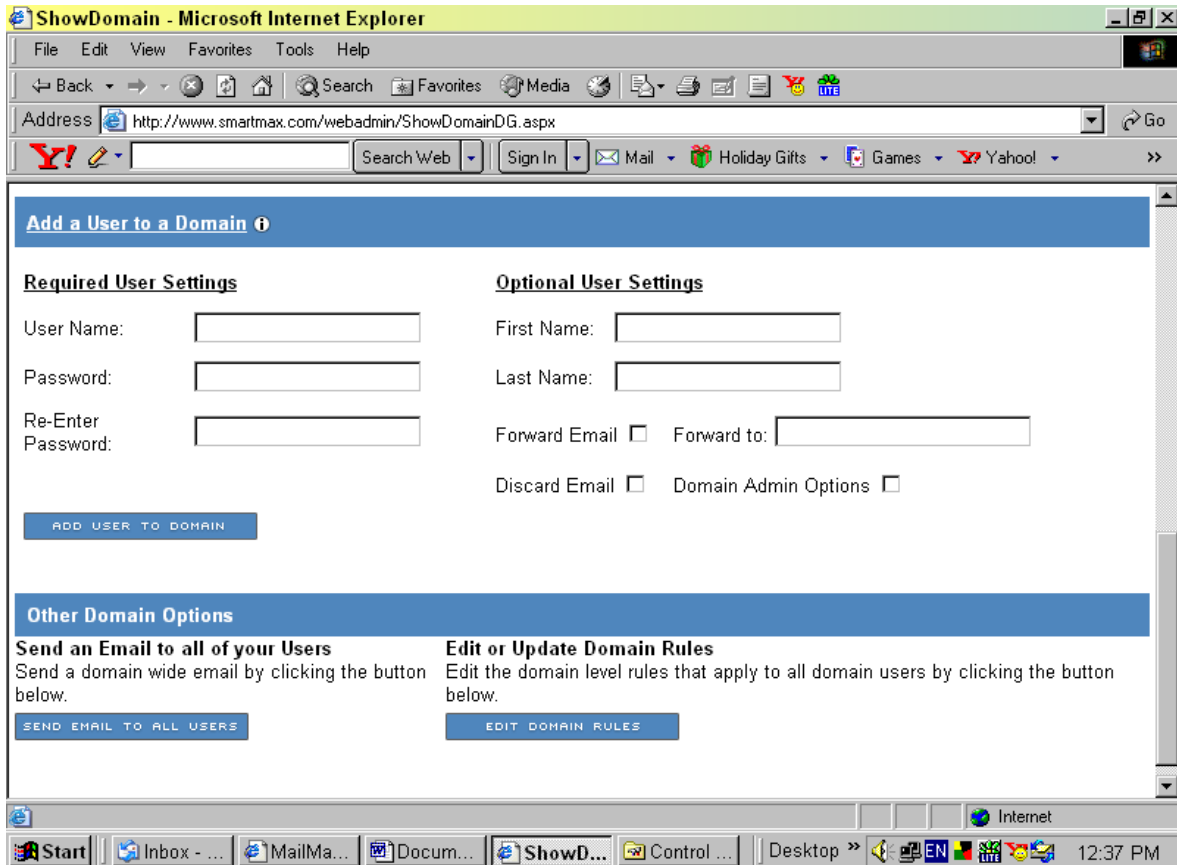 ShowDomain - Microsoft Internet Explorer
File Edit View Favorites Tools Help
Back Search Favorites Media LITE
Address http://www.smartmax.com/webadmin/ShowDomainDG.aspx Go
Y! Search Web Sign In Mail Holiday Gifts Games Y? Yahoo! »
Add a User to a Domain i
Required User Settings Optional User Settings
User Name: First Name:
Password: Last Name:
Re-Enter
Password:
Forward Email Forward to:
Discard Email Domain Admin Options
ADD USER TO DOMAIN
Other Domain Options
Send an Email to all of your Users
Send a domain wide email by clicking the button
below.
SEND EMAIL TO ALL USERS
Edit or Update Domain Rules
Edit the domain level rules that apply to all domain users by clicking the button
below.
EDIT DOMAIN RULES
Internet
Start Inbox - ... MailMa... Docum... ShowD... Control ... Desktop » EN 12:37 PM